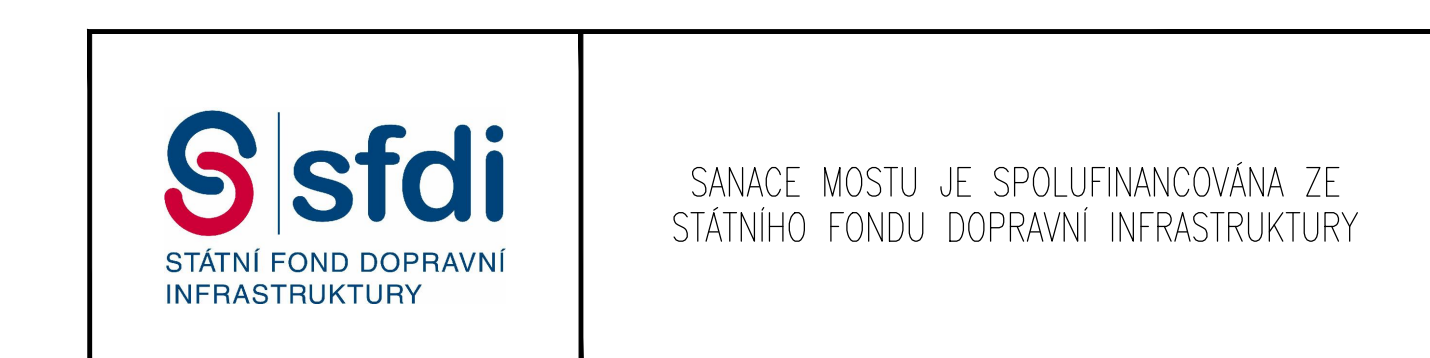 sfdi
STÁTNÍ FOND DOPRAVNÍ
INFRASTRUKTURY
SANACE MOSTU JE SPOLUFINANCOVÁNA ZE
STÁTNÍHO FONDU DOPRAVNÍ INFRASTRUKTURY